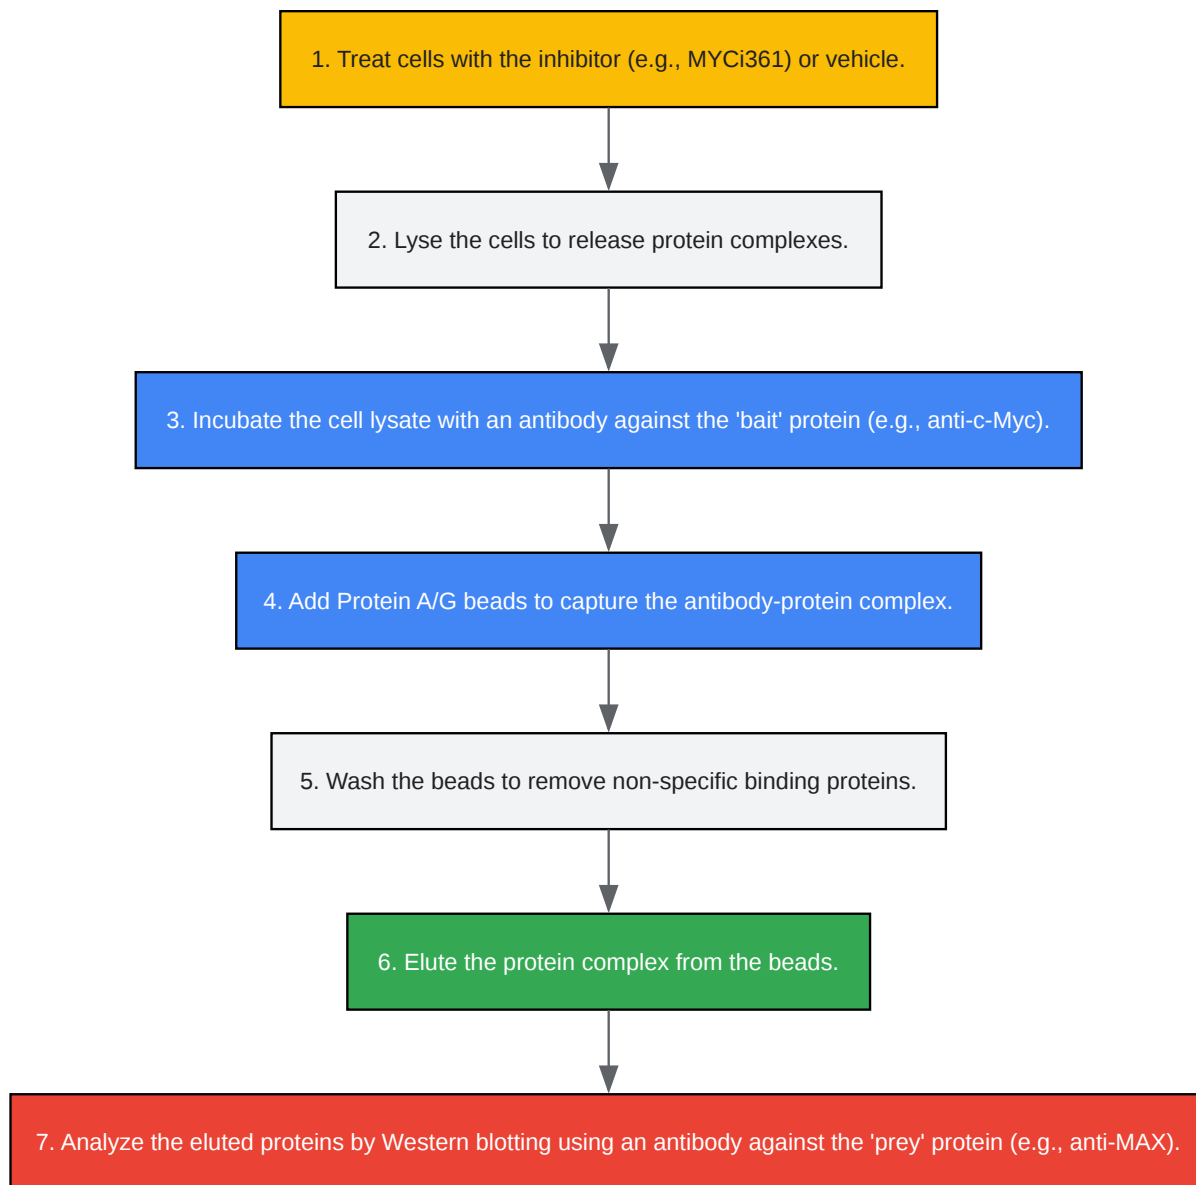 1. Treat cells with the inhibitor (e.g., MYCi361) or vehicle.
2. Lyse the cells to release protein complexes.
3. Incubate the cell lysate with an antibody against the 'bait' protein (e.g., anti-c-Myc).
4. Add Protein A/G beads to capture the antibody-protein complex.
5. Wash the beads to remove non-specific binding proteins.
6. Elute the protein complex from the beads.
7. Analyze the eluted proteins by Western blotting using an antibody against the 'prey' protein (e.g., anti-MAX).